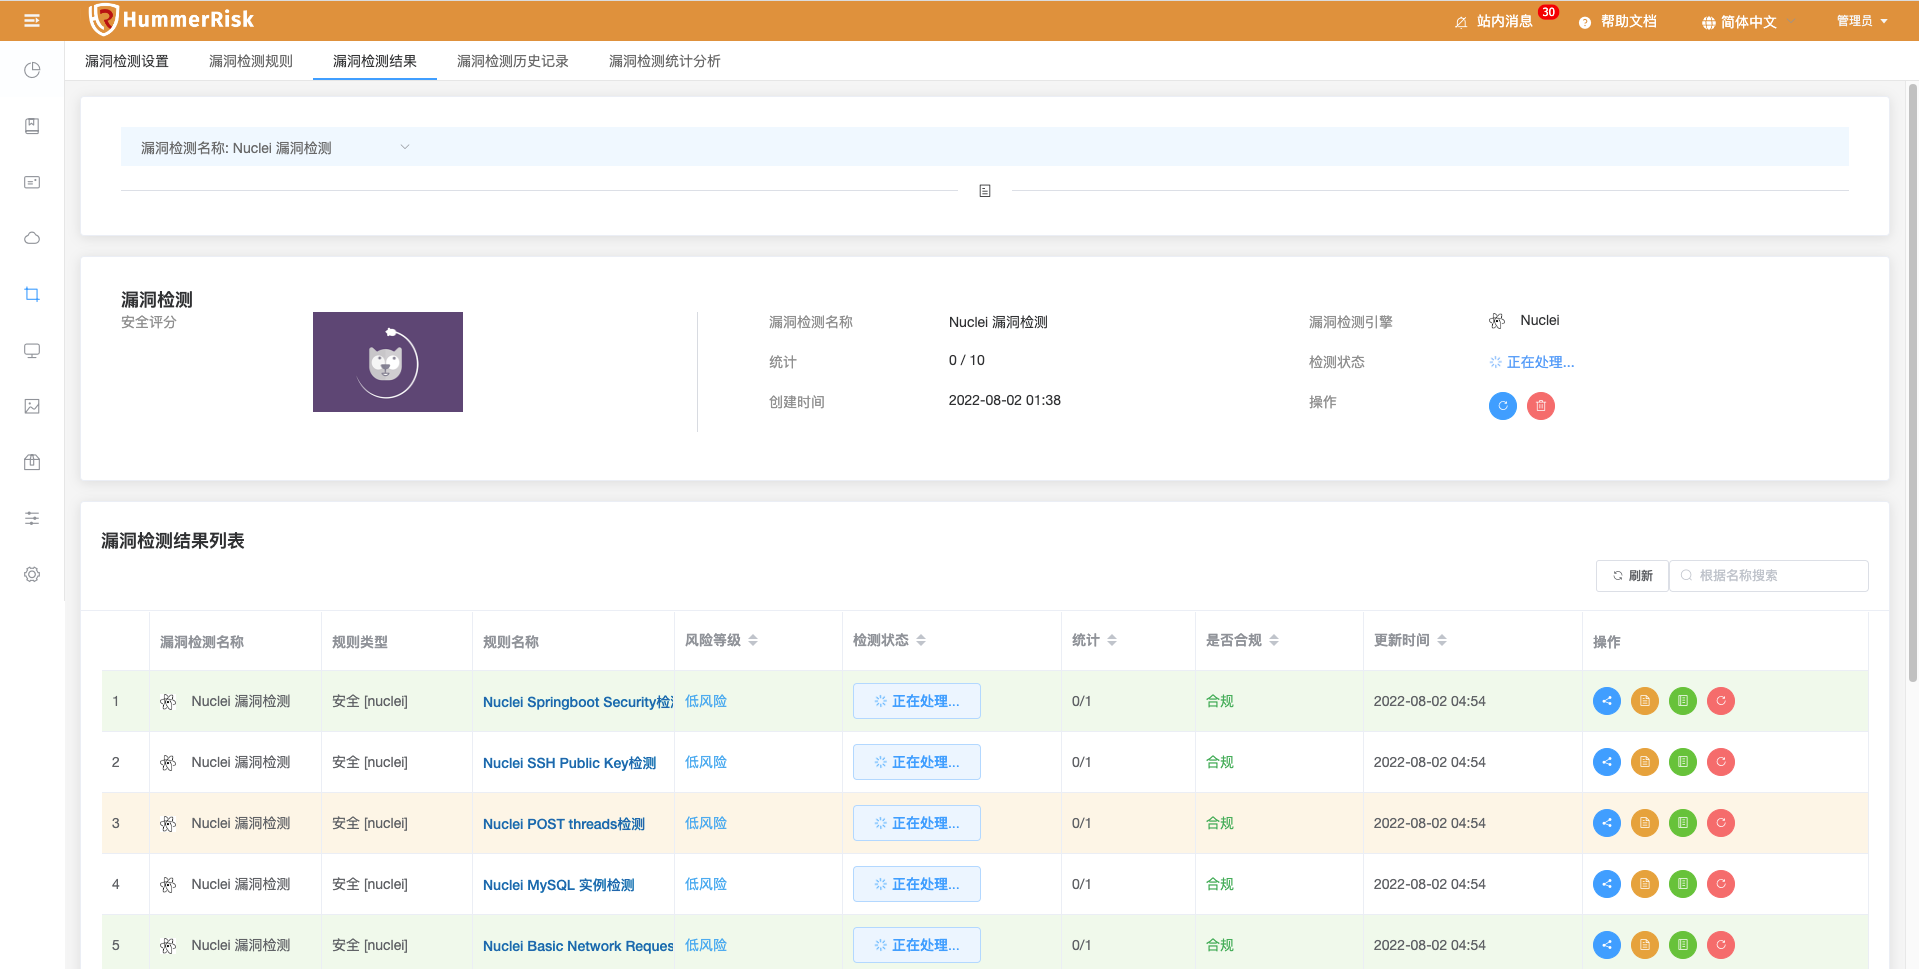 HummerRisk
站内消息 30 帮助文档 简体中文 管理员
漏洞检测设置 漏洞检测规则 漏洞检测结果 漏洞检测历史记录 漏洞检测统计分析
漏洞检测名称: Nuclei 漏洞检测
漏洞检测
安全评分
漏洞检测名称 Nuclei 漏洞检测 漏洞检测引擎 Nuclei
统计 0 / 10 检测状态 正在处理...
创建时间 2022-08-02 01:38 操作
漏洞检测结果列表
刷新 根据名称搜索
漏洞检测名称 规则类型 规则名称 风险等级 检测状态 统计 是否合规 更新时间 操作
1 Nuclei 漏洞检测 安全 [nuclei] Nuclei Springboot Security检 低风险 正在处理... 0/1 合规 2022-08-02 04:54
2 Nuclei 漏洞检测 安全 [nuclei] Nuclei SSH Public Key检测 低风险 正在处理... 0/1 合规 2022-08-02 04:54
3 Nuclei 漏洞检测 安全 [nuclei] Nuclei POST threads检测 低风险 正在处理... 0/1 合规 2022-08-02 04:54
4 Nuclei 漏洞检测 安全 [nuclei] Nuclei MySQL 实例检测 低风险 正在处理... 0/1 合规 2022-08-02 04:54
5 Nuclei 漏洞检测 安全 [nuclei] Nuclei Basic Network Reques 低风险 正在处理... 0/1 合规 2022-08-02 04:54